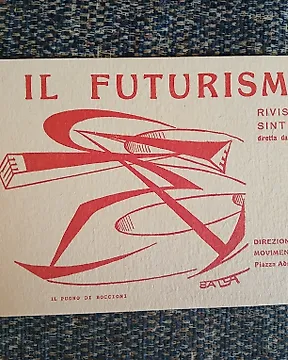 IL FUTURISM
RIVIS
SINT
diretta da
BALLA
DIREZION
MOVIMEN
Piazza Ad
IL PUGNO DI BOCCIONI